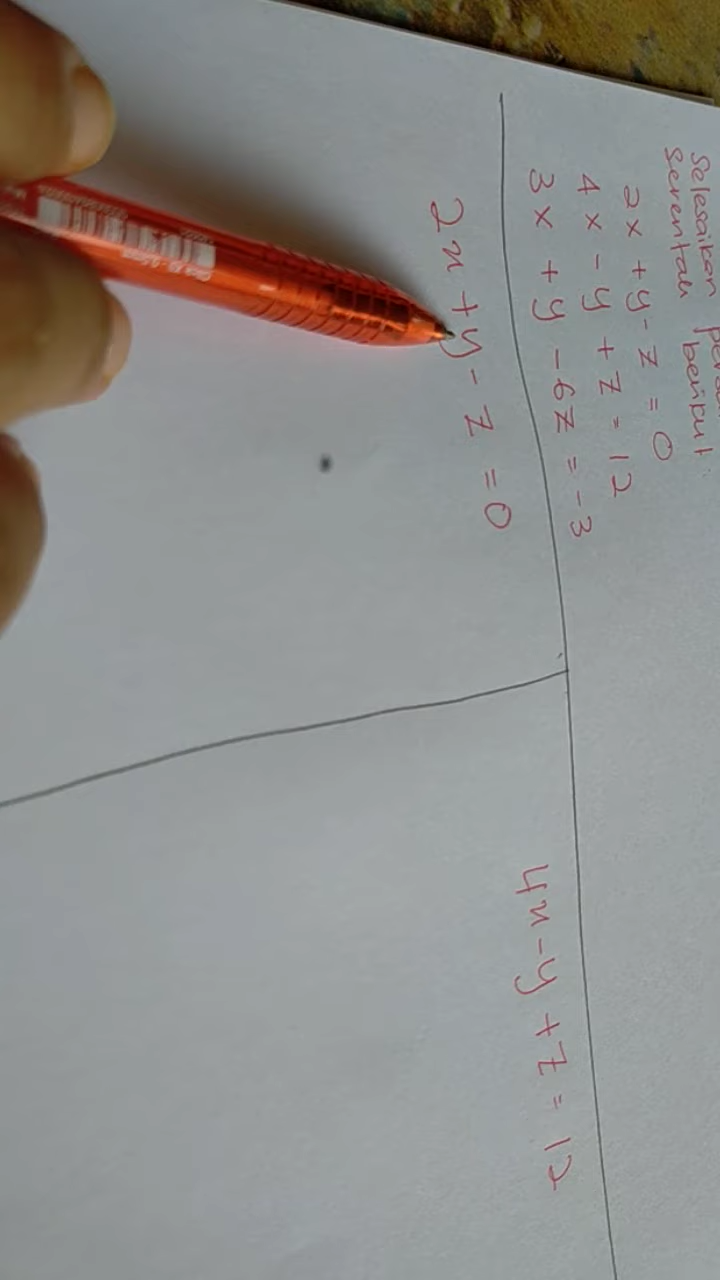 Selesaikan
serentak berikut.
2x + y - z = 0
4x - y + z = 12
3x + y - 6z = -3
2x + y - z = 0
4x - y + z = 12